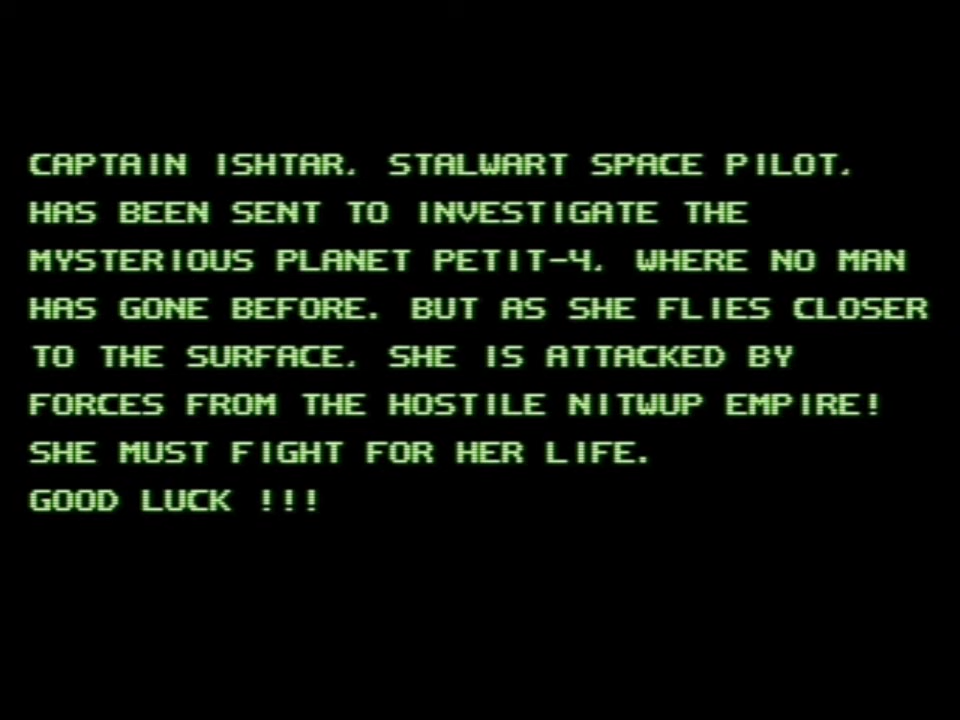 CAPTAIN ISHTAR, STALWART SPACE PILOT,
HAS BEEN SENT TO INVESTIGATE THE
MYSTERIOUS PLANET PETIT-4, WHERE NO MAN
HAS GONE BEFORE. BUT AS SHE FLIES CLOSER
TO THE SURFACE, SHE IS ATTACKED BY
FORCES FROM THE HOSTILE NITWUP EMPIRE!
SHE MUST FIGHT FOR HER LIFE.
GOOD LUCK !!!